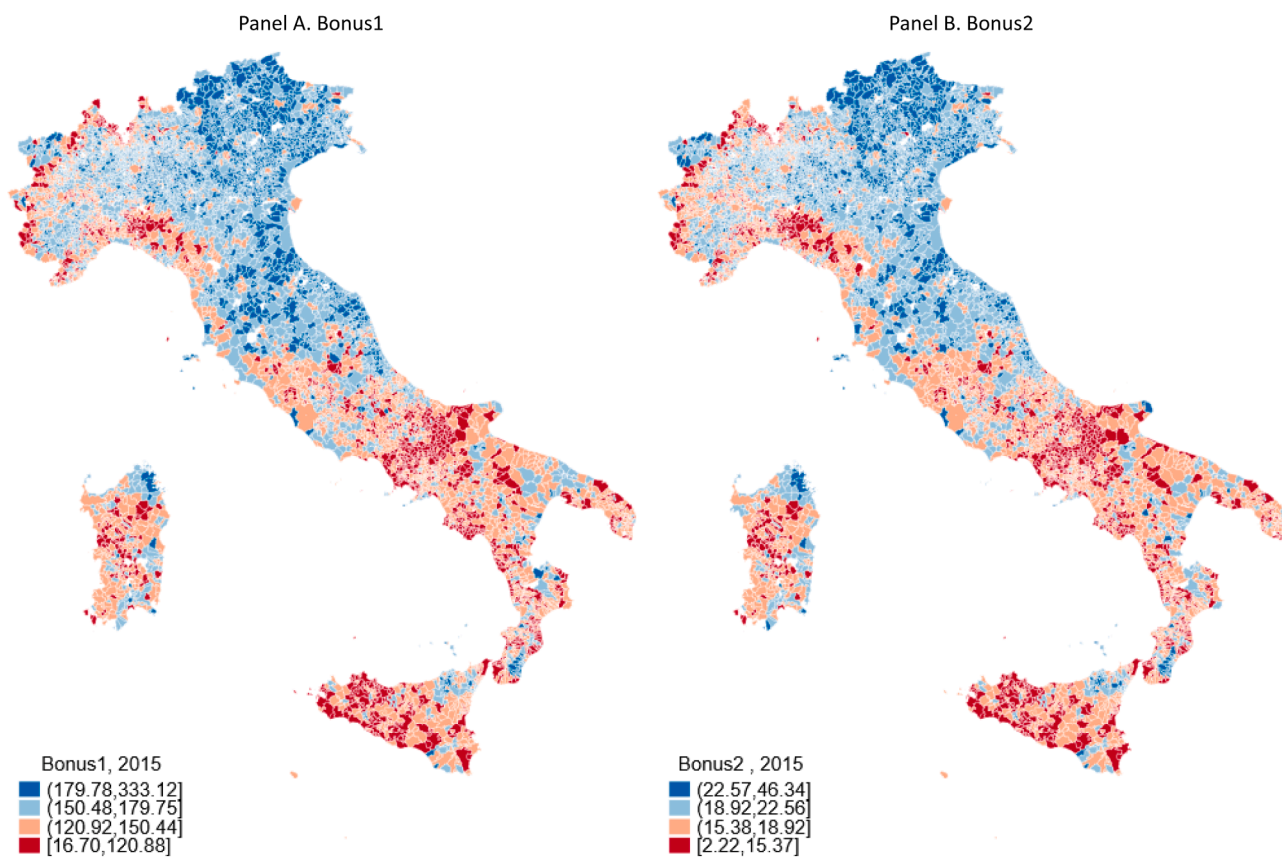 Panel A. Bonus1
Panel B. Bonus2
Bonus1, 2015
(179.78,333.12]
(150.48,179.75]
(120.92,150.44]
[16.70,120.88]
Bonus2 , 2015
(22.57,46.34]
(18.92,22.56]
(15.38,18.92]
[2.22,15.37]